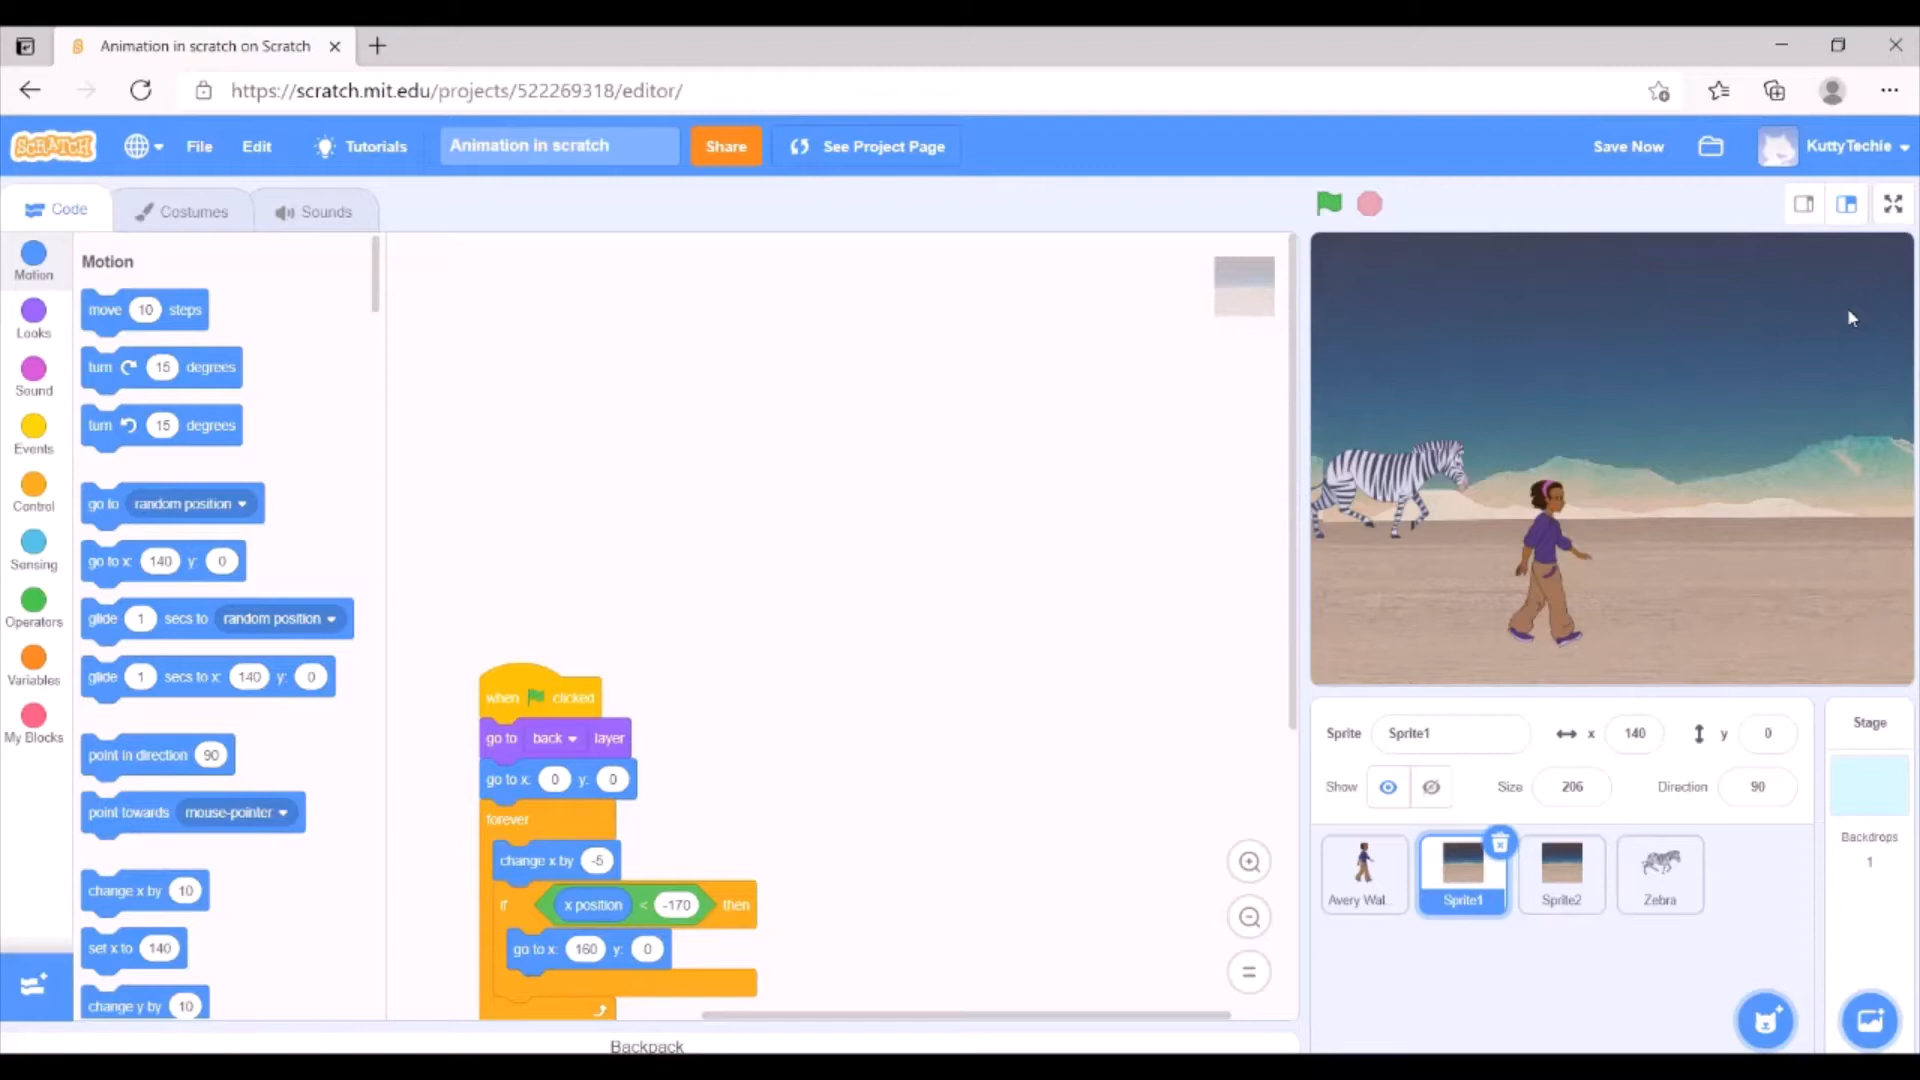 Animation in scratch on Scratch
https://scratch.mit.edu/projects/522269318/editor/
SCRATCH
File
Edit
Tutorials
Animation in scratch
Share
See Project Page
Save Now
KuttyTechie
Code
Costumes
Sounds
Motion
Looks
Sound
Events
Control
Sensing
Operators
Variables
My Blocks
Motion
move 10 steps
turn 15 degrees
turn 15 degrees
go to random position
go to x: 140 y: 0
glide 1 secs to random position
glide 1 secs to x: 140 y: 0
point in direction 90
point towards mouse-pointer
change x by 10
set x to 140
change y by 10
when clicked
go to back layer
go to x: 0 y: 0
forever
change x by -5
if x position < -170 then
go to x: 160 y: 0
Backpack
Sprite Sprite1 x 140 y 0
Show Size 206 Direction 90
Avery Wal...
Sprite1
Sprite2
Zebra
Stage
Backdrops
1